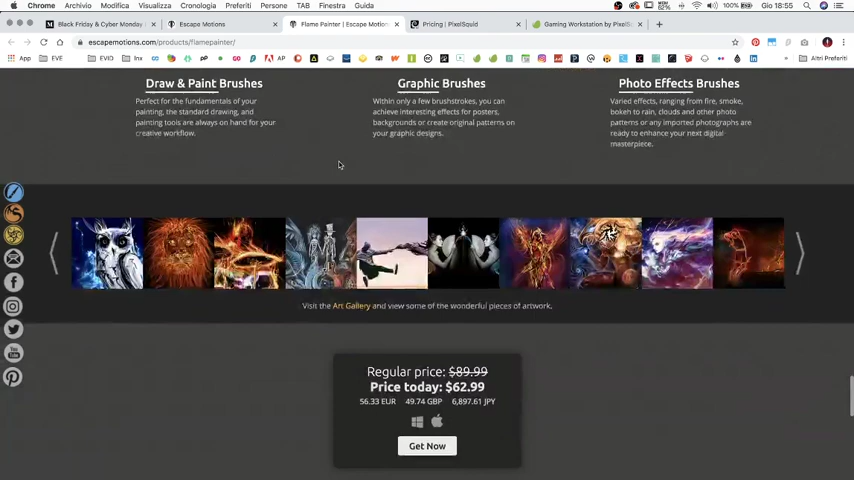 Chrome Archivio Modifica Visualizza Cronologia Preferiti Persone TAB Finestra Guida 100% Gio 18:55
Black Friday & Cyber Monday Escape Motions Flame Painter | Escape Motion Pricing | PixelSquid Gaming Workstation by PixelSq
escapemotions.com/products/flamepainter/
App EVE EVIO Inx AP Altri Preferiti
Draw & Paint Brushes
Perfect for the fundamentals of your
painting, the standard drawing, and
painting tools are always on hand for your
creative workflow.
Graphic Brushes
Within only a few brushstrokes, you can
achieve interesting effects for posters,
backgrounds or create original patterns on
your graphic designs.
Photo Effects Brushes
Varied effects, ranging from fire, smoke,
bokeh to rain, clouds and other photo
patterns or any imported photographs are
ready to enhance your next digital
masterpiece.
Visit the Art Gallery and view some of the wonderful pieces of artwork.
Regular price: $89.99
Price today: $62.99
56.33 EUR 49.74 GBP 6,897.61 JPY
Get Now